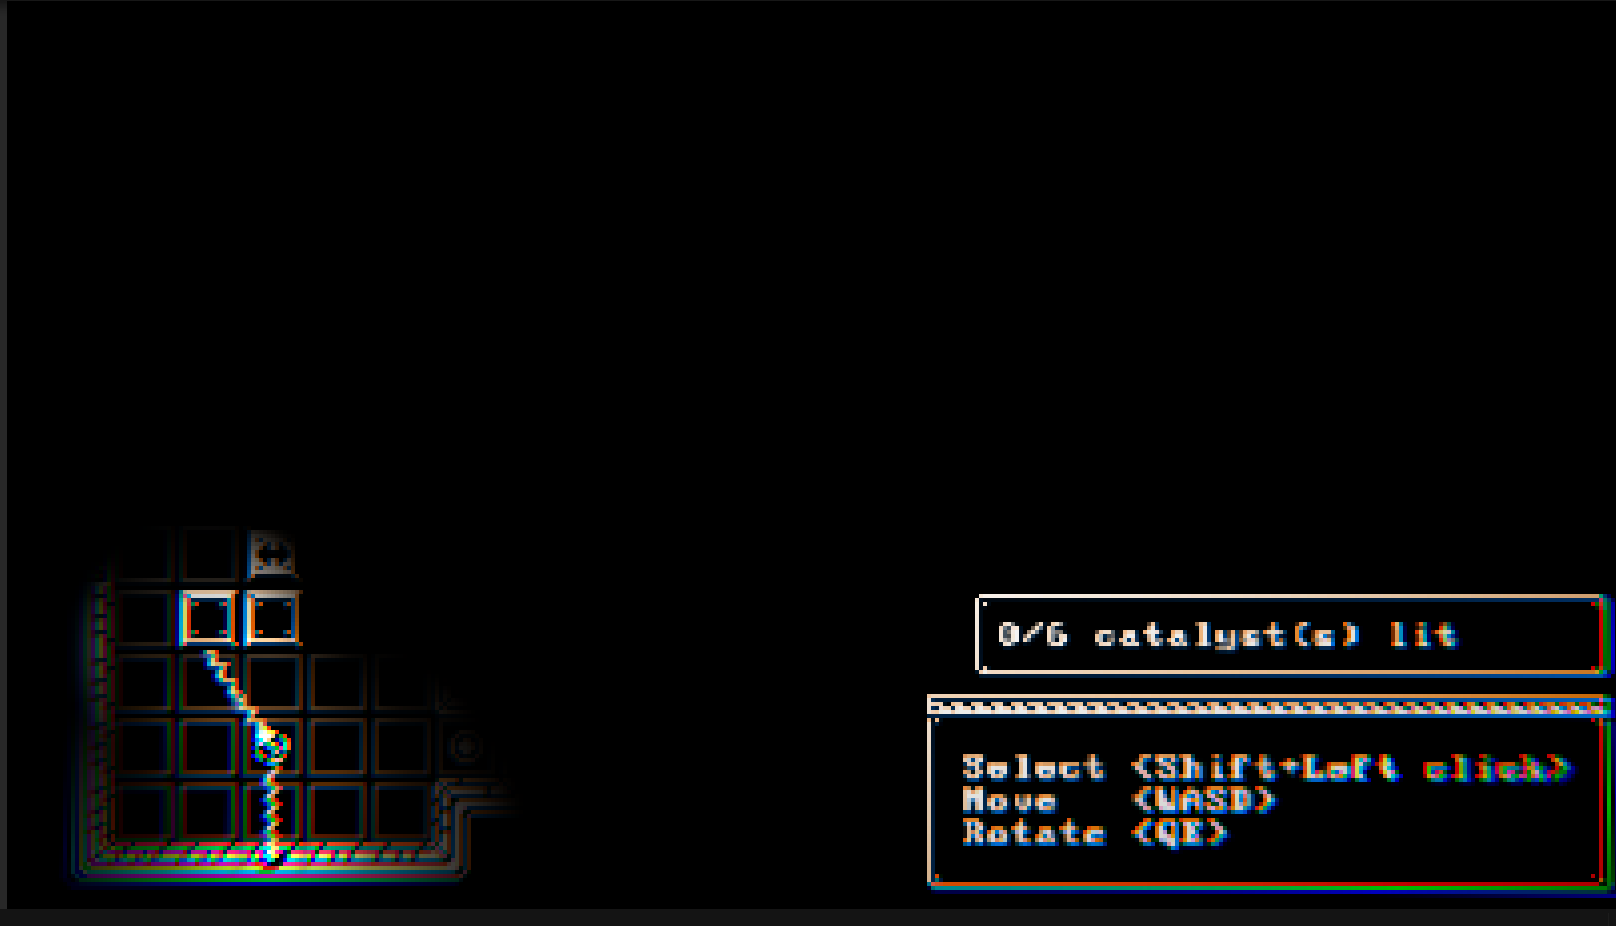 0/6 catalyst(s) lit
Select <Shift+Left click>
Move <WASD>
Rotate <QE>